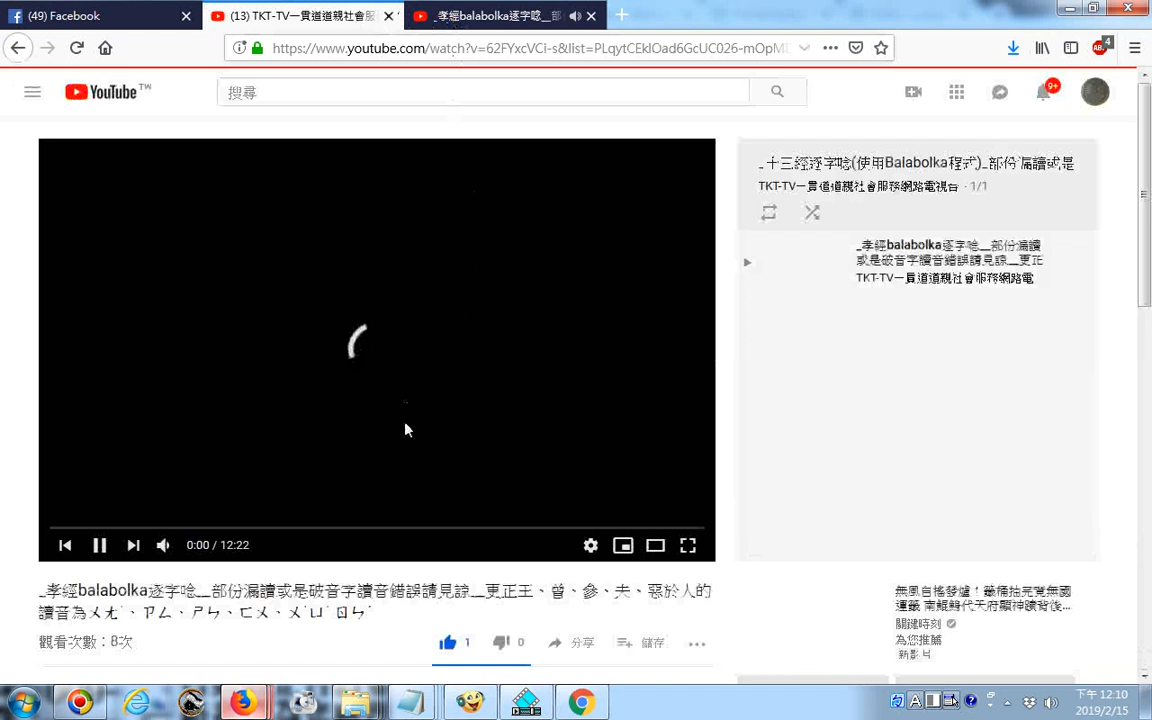 (49) Facebook
(13) TKT-TV一貫道道親社會服
_孝經balabolka逐字唸__部
https://www.youtube.com/watch?v=62FYxcVCi-s&list=PLqytCEklOad6GcUC026-mOpM
4
YouTube TW
搜尋
9+
_十三經逐字唸(使用Balabolka程式)_部份漏讀或是
TKT-TV一貫道道親社會服務網路電視台 · 1/1
_孝經balabolka逐字唸__部份漏讀
或是破音字讀音錯誤請見諒__更正
TKT-TV一貫道道親社會服務網路電
0:00 / 12:22
_孝經balabolka逐字唸__部份漏讀或是破音字讀音錯誤請見諒__更正王、曾、參、夫、惡於人的
讀音為ㄨㄤˋ、ㄗㄥ、ㄕㄣ、ㄈㄨˊ、ㄨˋㄩˊㄖㄣˊ
觀看次數：8次
1
0
分享
儲存
無風自搖發爐！籤桶抽完竟無國
運籤 南鯤鯓代天府顯神蹟背後...
關鍵時刻
為您推薦
新影片
下午 12:10
2019/2/15